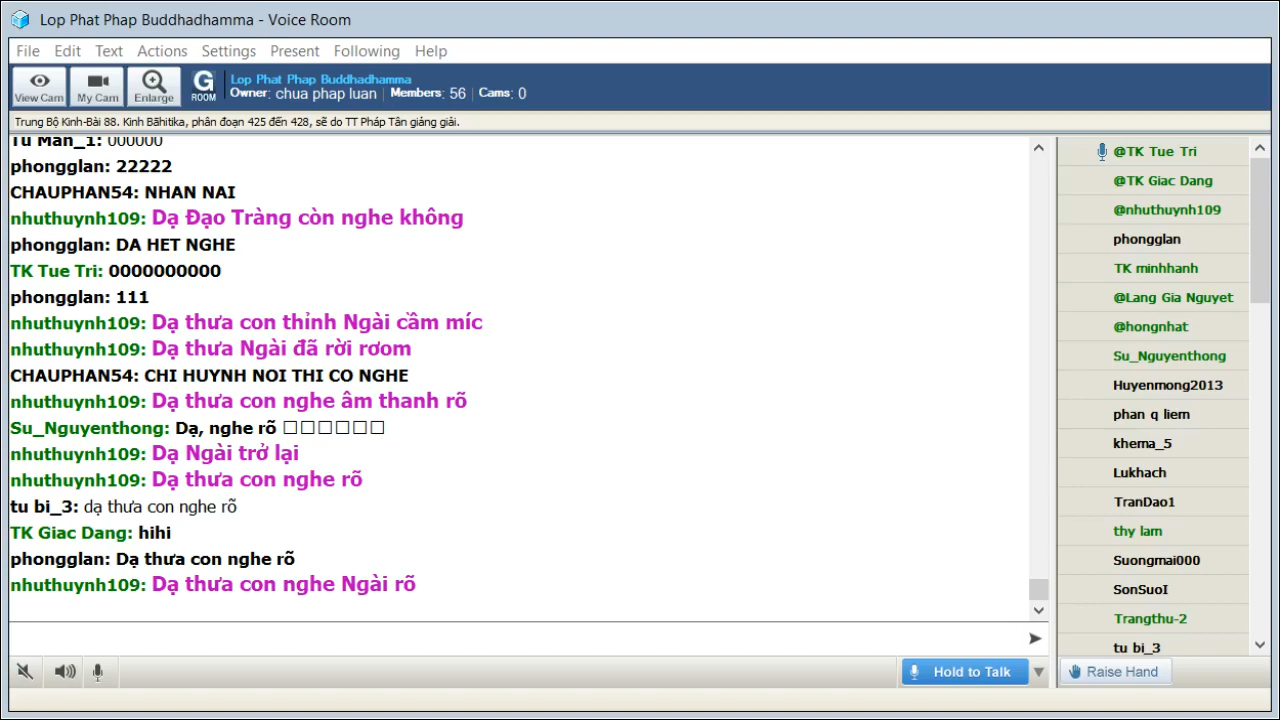 Lop Phat Phap Buddhadhamma - Voice Room
File Edit Text Actions Settings Present Following Help
View Cam My Cam Enlarge G ROOM Lop Phat Phap Buddhadhamma
Owner: chua phap luan | Members: 56 | Cams: 0
Trung Bộ Kinh-Bài 88. Kinh Bãhitika, phân đoạn 425 đến 428, sẽ do TT Pháp Tân giảng giải.
Tu Man_1: 000000
phongglan: 22222
CHAUPHAN54: NHAN NAI
nhuthuynh109: Dạ Đạo Tràng còn nghe không
phongglan: DA HET NGHE
TK Tue Tri: 0000000000
phongglan: 111
nhuthuynh109: Dạ thưa con thỉnh Ngài cầm míc
nhuthuynh109: Dạ thưa Ngài đã rời rơom
CHAUPHAN54: CHI HUYNH NOI THI CO NGHE
nhuthuynh109: Dạ thưa con nghe âm thanh rõ
Su_Nguyenthong: Dạ, nghe rõ □□□□□□
nhuthuynh109: Dạ Ngài trở lại
nhuthuynh109: Dạ thưa con nghe rõ
tu bi_3: dạ thưa con nghe rõ
TK Giac Dang: hihi
phongglan: Dạ thưa con nghe rõ
nhuthuynh109: Dạ thưa con nghe Ngài rõ
@TK Tue Tri
@TK Giac Dang
@nhuthuynh109
phongglan
TK minhhanh
@Lang Gia Nguyet
@hongnhat
Su_Nguyenthong
Huyenmong2013
phan q liem
khema_5
Lukhach
TranDao1
thy lam
Suongmai000
SonSuoI
Trangthu-2
tu bi_3
Hold to Talk
Raise Hand